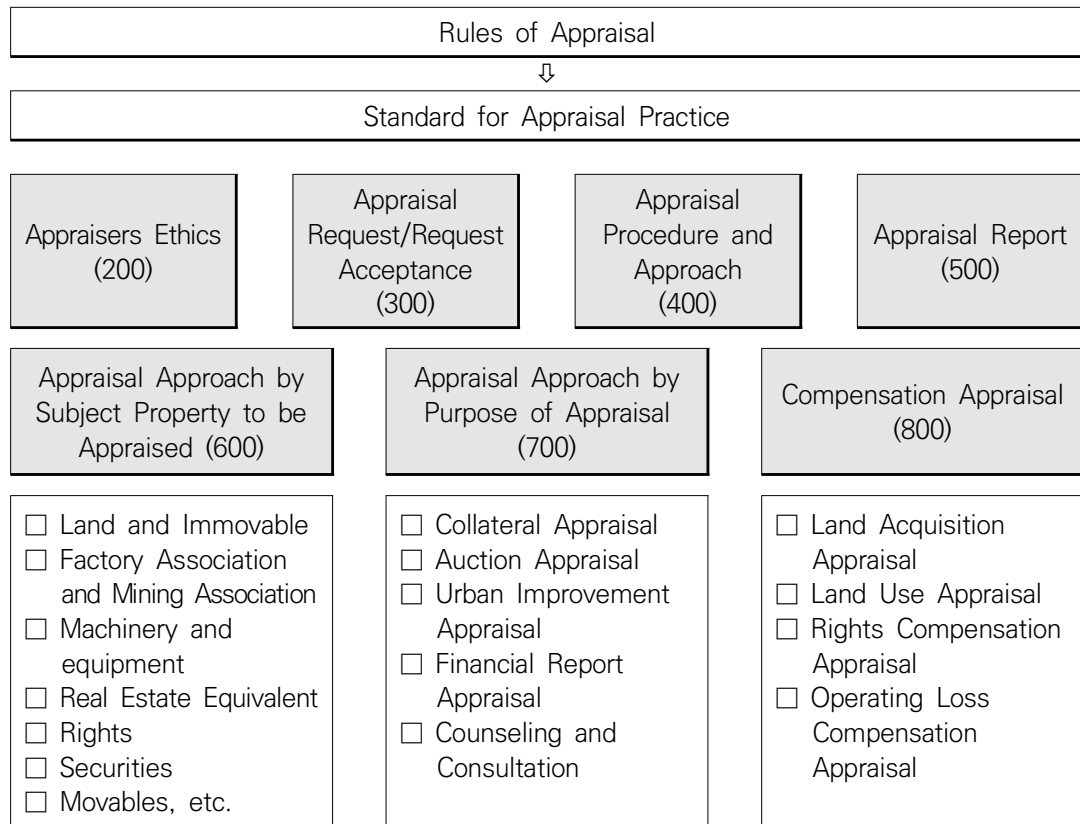 Rules of Appraisal
⇩
Standard for Appraisal Practice
Appraisers Ethics
(200)
Appraisal
Request/Request
Acceptance
(300)
Appraisal
Procedure and
Approach
(400)
Appraisal Report
(500)
Appraisal Approach by
Subject Property to be
Appraised (600)
Appraisal Approach by
Purpose of Appraisal
(700)
Compensation Appraisal
(800)
□ Land and Immovable
□ Factory Association
and Mining Association
□ Machinery and
equipment
□ Real Estate Equivalent
□ Rights
□ Securities
□ Movables, etc.
□ Collateral Appraisal
□ Auction Appraisal
□ Urban Improvement
Appraisal
□ Financial Report
Appraisal
□ Counseling and
Consultation
□ Land Acquisition
Appraisal
□ Land Use Appraisal
□ Rights Compensation
Appraisal
□ Operating Loss
Compensation
Appraisal